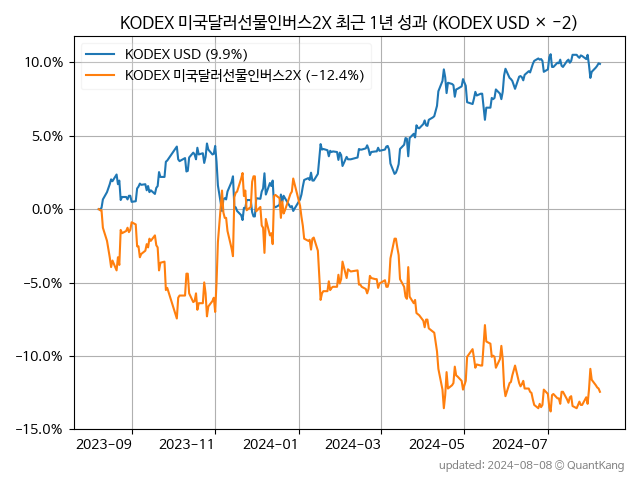 KODEX 미국달러선물인버스2X 최근 1년 성과 (KODEX USD × −2)
KODEX USD (9.9%)
KODEX 미국달러선물인버스2X (−12.4%)
10.0%
5.0%
0.0%
−5.0%
−10.0%
−15.0%
2023-09 2023-11 2024-01 2024-03 2024-05 2024-07
updated: 2024-08-08 © QuantKang